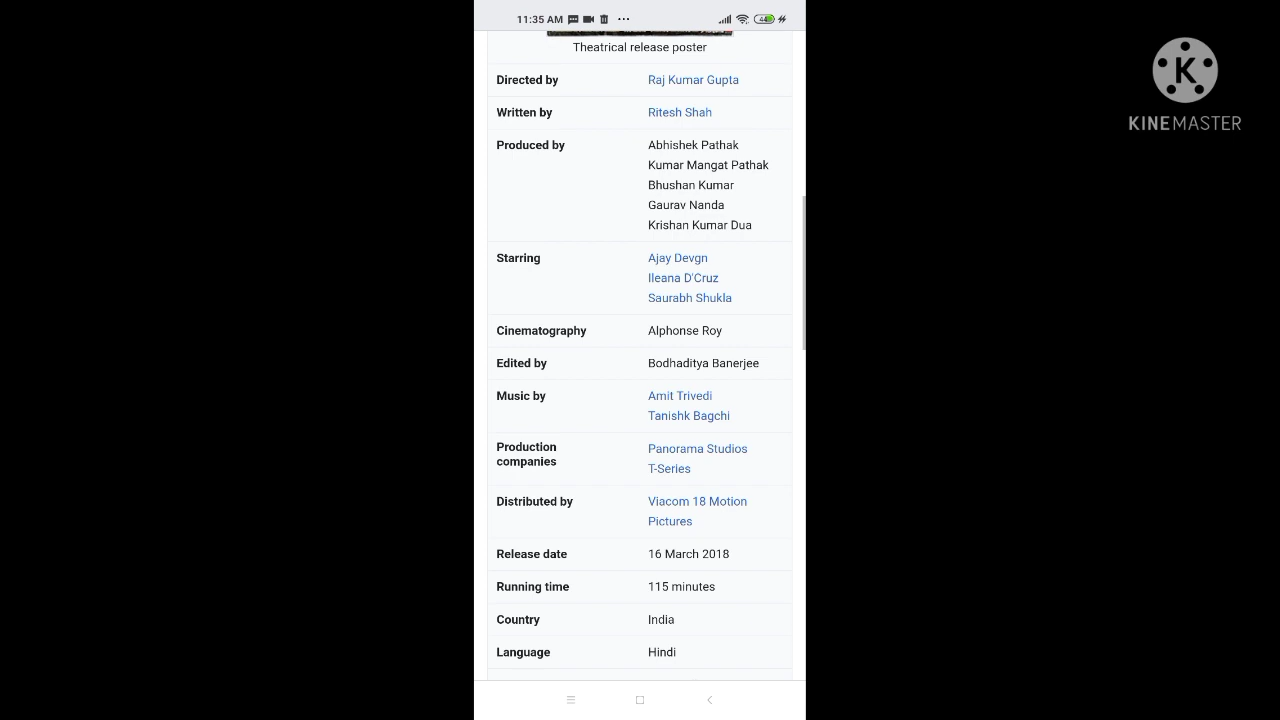 11:35 AM
44
KINEMASTER
Theatrical release poster
Directed by Raj Kumar Gupta
Written by Ritesh Shah
Produced by Abhishek Pathak
Kumar Mangat Pathak
Bhushan Kumar
Gaurav Nanda
Krishan Kumar Dua
Starring Ajay Devgn
Ileana D'Cruz
Saurabh Shukla
Cinematography Alphonse Roy
Edited by Bodhaditya Banerjee
Music by Amit Trivedi
Tanishk Bagchi
Production companies Panorama Studios
T-Series
Distributed by Viacom 18 Motion
Pictures
Release date 16 March 2018
Running time 115 minutes
Country India
Language Hindi